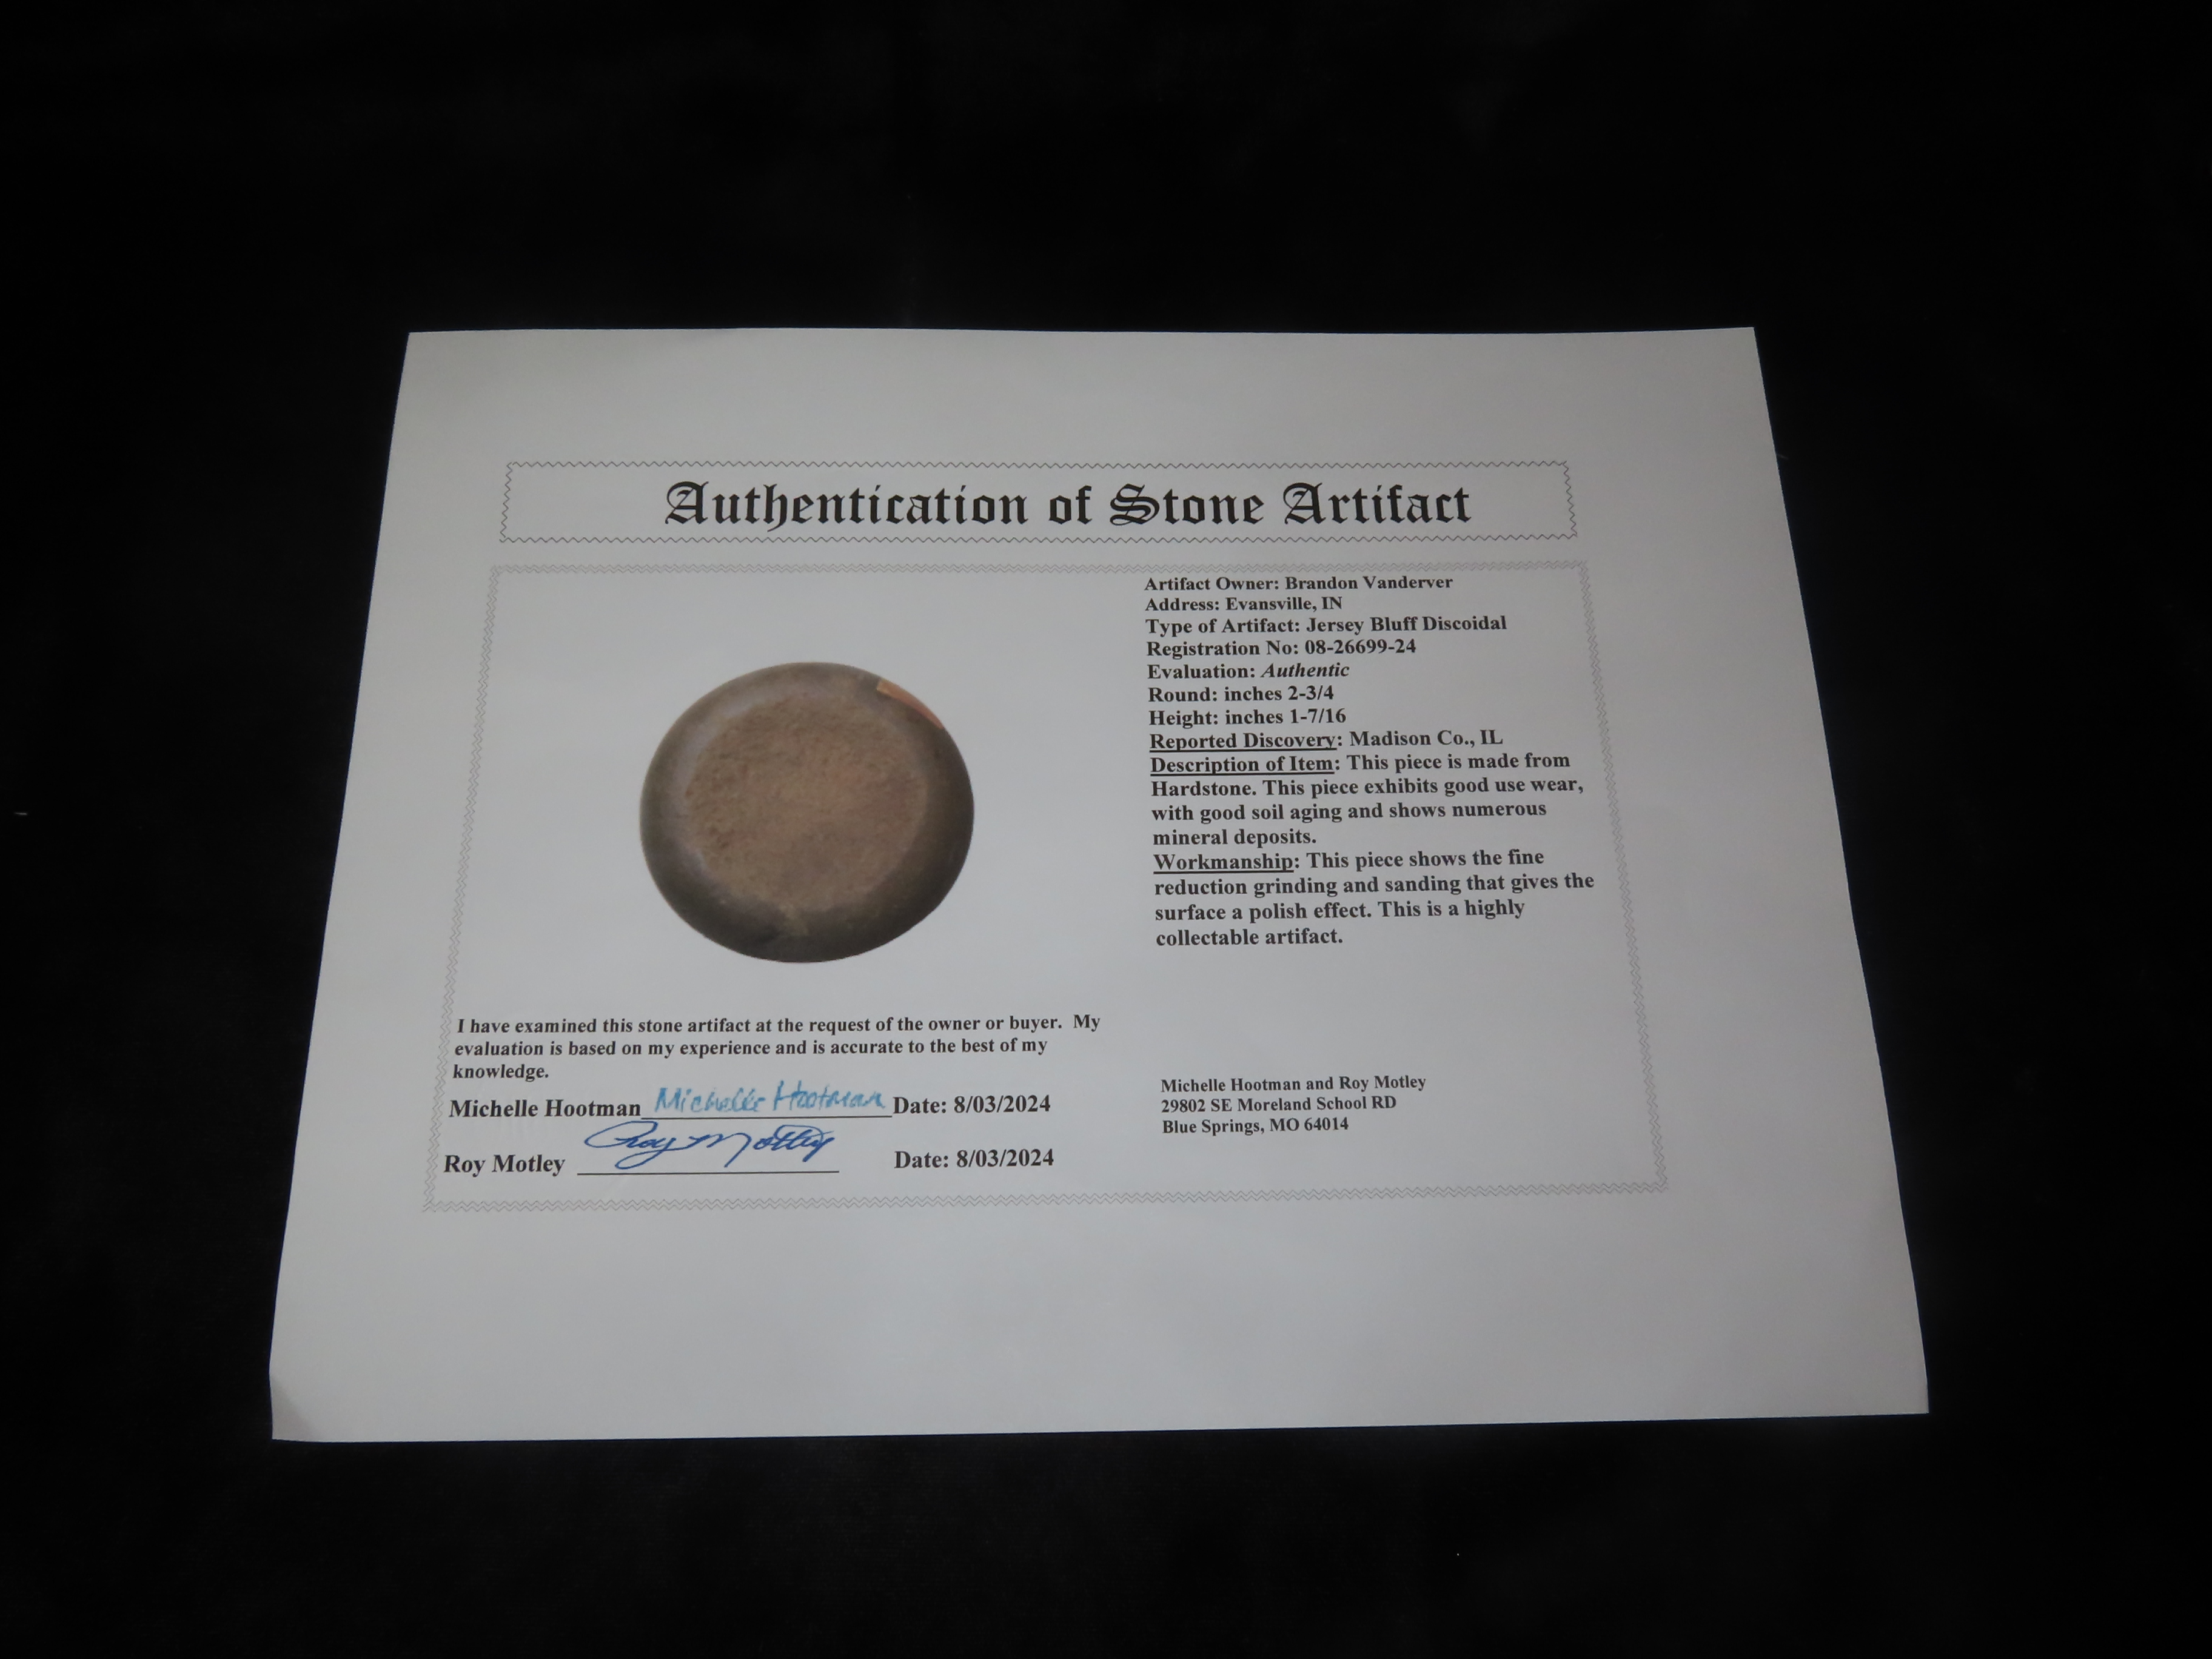 Authentication of Stone Artifact
Artifact Owner: Brandon Vanderver
Address: Evansville, IN
Type of Artifact: Jersey Bluff Discoidal
Registration No: 08-26699-24
Evaluation: Authentic
Round: inches 2-3/4
Height: inches 1-7/16
Reported Discovery: Madison Co., IL
Description of Item: This piece is made from
Hardstone. This piece exhibits good use wear,
with good soil aging and shows numerous
mineral deposits.
Workmanship: This piece shows the fine
reduction grinding and sanding that gives the
surface a polish effect. This is a highly
collectable artifact.
I have examined this stone artifact at the request of the owner or buyer. My
evaluation is based on my experience and is accurate to the best of my
knowledge.
Michelle Hootman Michelle Hootman Date: 8/03/2024
Roy Motley Roy Motley Date: 8/03/2024
Michelle Hootman and Roy Motley
29802 SE Moreland School RD
Blue Springs, MO 64014